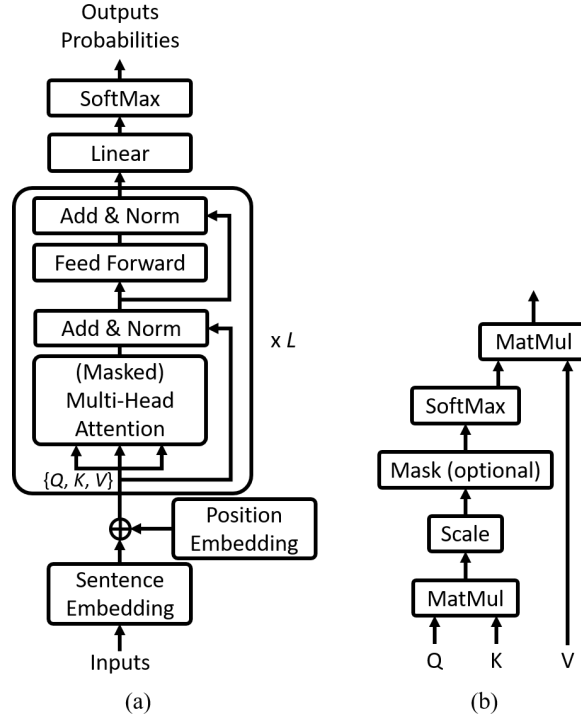 Outputs
Probabilities
SoftMax
Linear
Add & Norm
Feed Forward
Add & Norm
(Masked)
Multi-Head
Attention
{Q, K, V}
x L
Position
Embedding
Sentence
Embedding
Inputs
(a)
MatMul
SoftMax
Mask (optional)
Scale
MatMul
Q K V
(b)